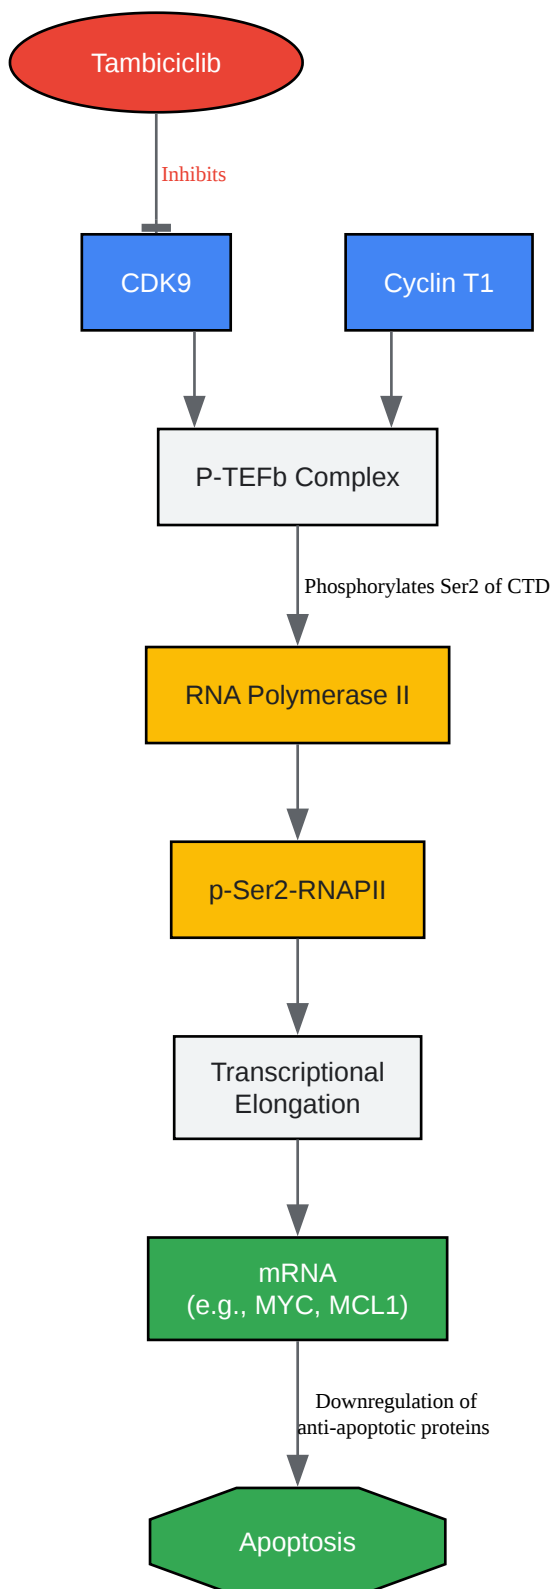 Tambiciclib
Inhibits
CDK9
Cyclin T1
P-TEFb Complex
Phosphorylates Ser2 of CTD
RNA Polymerase II
p-Ser2-RNAPII
Transcriptional
Elongation
mRNA
(e.g., MYC, MCL1)
Downregulation of
anti-apoptotic proteins
Apoptosis